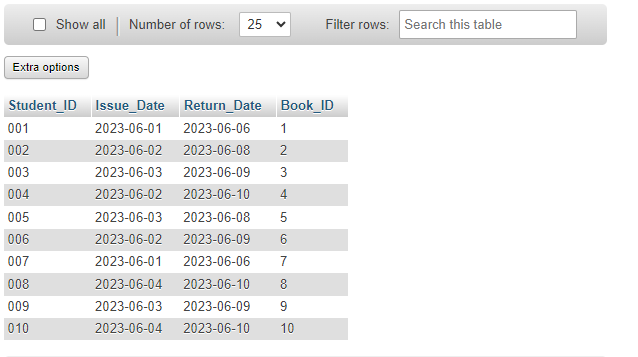 Show all Number of rows: 25 Filter rows: Search this table
Extra options
Student_ID Issue_Date Return_Date Book_ID
001 2023-06-01 2023-06-06 1
002 2023-06-02 2023-06-08 2
003 2023-06-03 2023-06-09 3
004 2023-06-02 2023-06-10 4
005 2023-06-03 2023-06-08 5
006 2023-06-02 2023-06-09 6
007 2023-06-01 2023-06-06 7
008 2023-06-04 2023-06-10 8
009 2023-06-03 2023-06-09 9
010 2023-06-04 2023-06-10 10